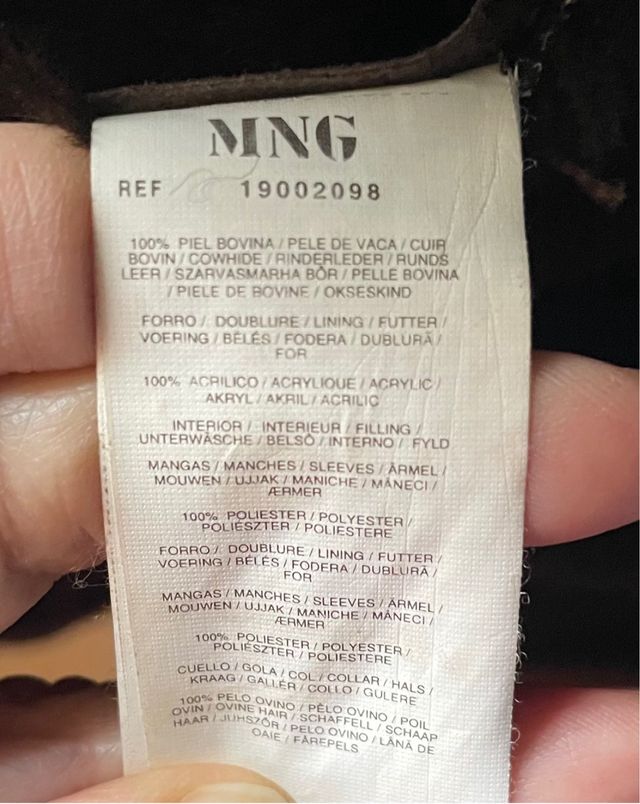 MNG
REF 19002098
100% PIEL BOVINA / PELE DE VACA / CUIR
BOVIN / COWHIDE / RINDERLEDER / RUNDS
LEER / SZARVASMARHA BŐR / PELLE BOVINA
/ PIELE DE BOVINE / OKSESKIND
FORRO / DOUBLURE / LINING / FUTTER /
VOERING / BÉLÉS / FODERA / DUBLURĂ /
FOR
100% ACRILICO / ACRYLIQUE / ACRYLIC /
AKRYL / AKRIL / ACRILIC
INTERIOR / INTERIEUR / FILLING /
UNTERWÄSCHE / BELSŐ / INTERNO / FYLD
MANGAS / MANCHES / SLEEVES / ÄRMEL /
MOUWEN / UJJAK / MANICHE / MÂNECI /
ÆRMER
100% POLIESTER / POLYESTER /
POLIÉSZTER / POLIESTERE
FORRO / DOUBLURE / LINING / FUTTER /
VOERING / BÉLÉS / FODERA / DUBLURĂ /
FOR
MANGAS / MANCHES / SLEEVES / ÄRMEL /
MOUWEN / UJJAK / MANICHE / MÂNECI /
ÆRMER
100% POLIESTER / POLYESTER /
POLIÉSZTER / POLIESTERE
CUELLO / GOLA / COL / COLLAR / HALS /
KRAAG / GALLÉR / COLLO / GULERE
100% PELO OVINO / PÊLO OVINO / POIL
OVIN / OVINE HAIR / SCHAFFELL / SCHAAP
HAAR / JUHSZŐR / PELO OVINO / LÂNĂ DE
OAIE / FÅREPELS